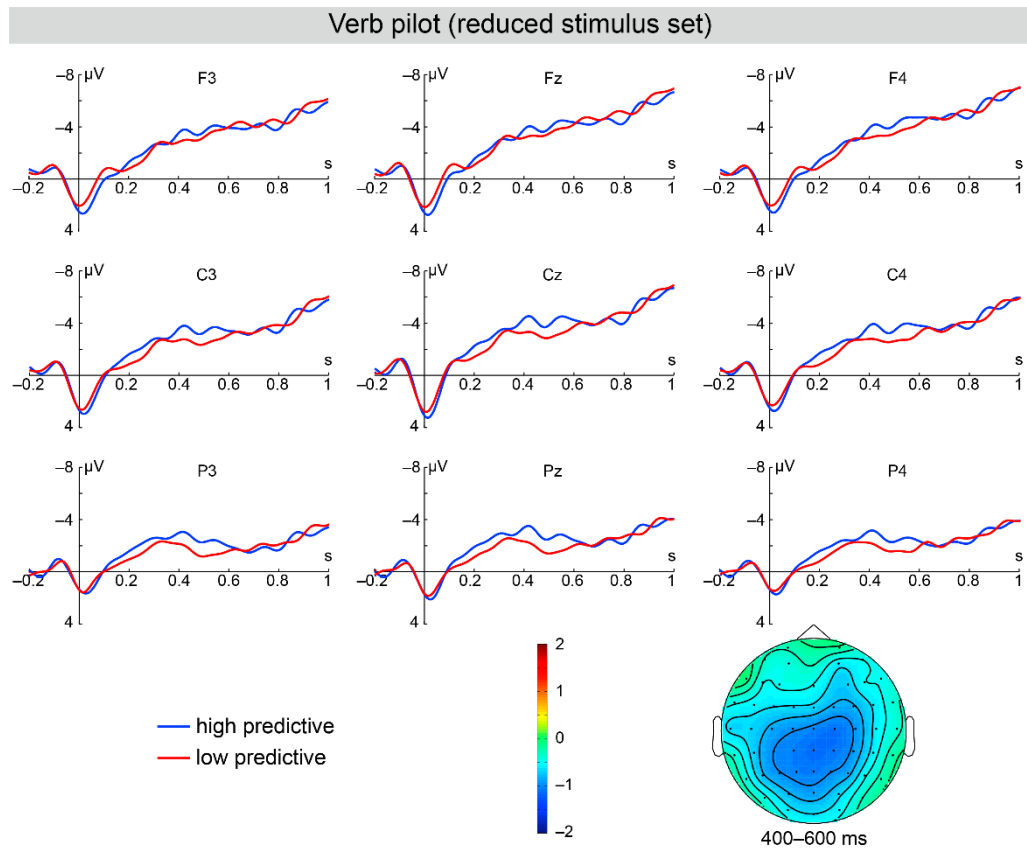 Verb pilot (reduced stimulus set)
–8 µV F3 –8 µV Fz –8 µV F4
–4 –4 –4
s s s
–0.2 0.2 0.4 0.6 0.8 1 –0.2 0.2 0.4 0.6 0.8 1 –0.2 0.2 0.4 0.6 0.8 1
4 4 4
–8 µV C3 –8 µV Cz –8 µV C4
–4 –4 –4
s s s
–0.2 0.2 0.4 0.6 0.8 1 –0.2 0.2 0.4 0.6 0.8 1 –0.2 0.2 0.4 0.6 0.8 1
4 4 4
–8 µV P3 –8 µV Pz –8 µV P4
–4 –4 –4
s s s
–0.2 0.2 0.4 0.6 0.8 1 –0.2 0.2 0.4 0.6 0.8 1 –0.2 0.2 0.4 0.6 0.8 1
4 4 4
high predictive
low predictive
2
1
0
–1
–2
400–600 ms